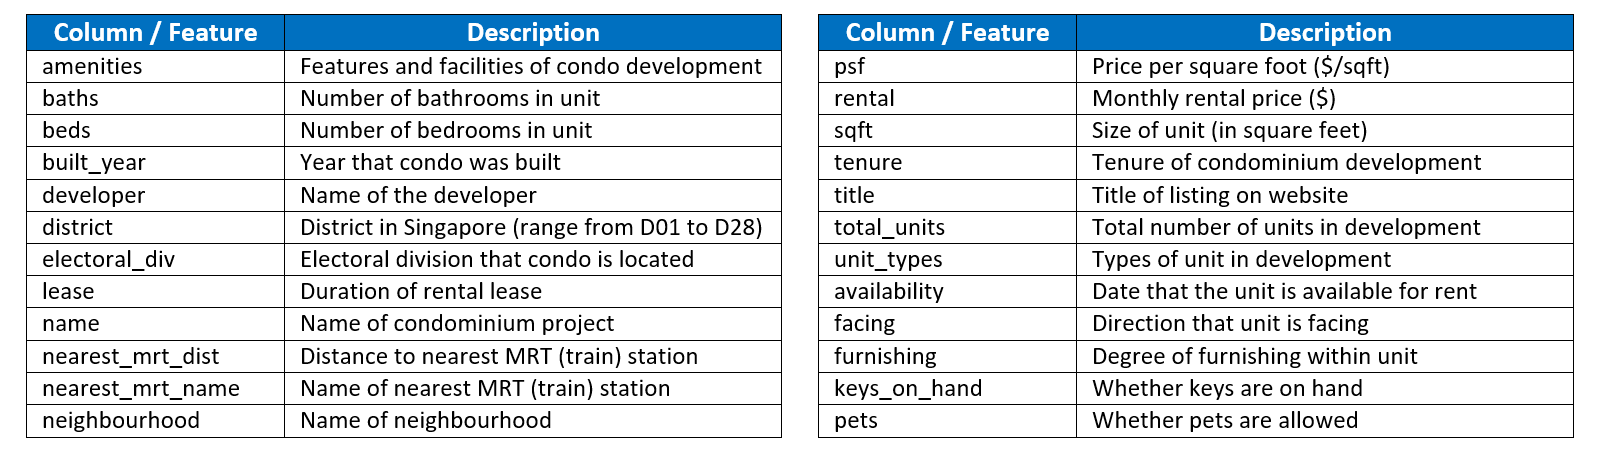 Column / Feature Description
amenities Features and facilities of condo development
baths Number of bathrooms in unit
beds Number of bedrooms in unit
built_year Year that condo was built
developer Name of the developer
district District in Singapore (range from D01 to D28)
electoral_div Electoral division that condo is located
lease Duration of rental lease
name Name of condominium project
nearest_mrt_dist Distance to nearest MRT (train) station
nearest_mrt_name Name of nearest MRT (train) station
neighbourhood Name of neighbourhood
Column / Feature Description
psf Price per square foot ($/sqft)
rental Monthly rental price ($)
sqft Size of unit (in square feet)
tenure Tenure of condominium development
title Title of listing on website
total_units Total number of units in development
unit_types Types of unit in development
availability Date that the unit is available for rent
facing Direction that unit is facing
furnishing Degree of furnishing within unit
keys_on_hand Whether keys are on hand
pets Whether pets are allowed